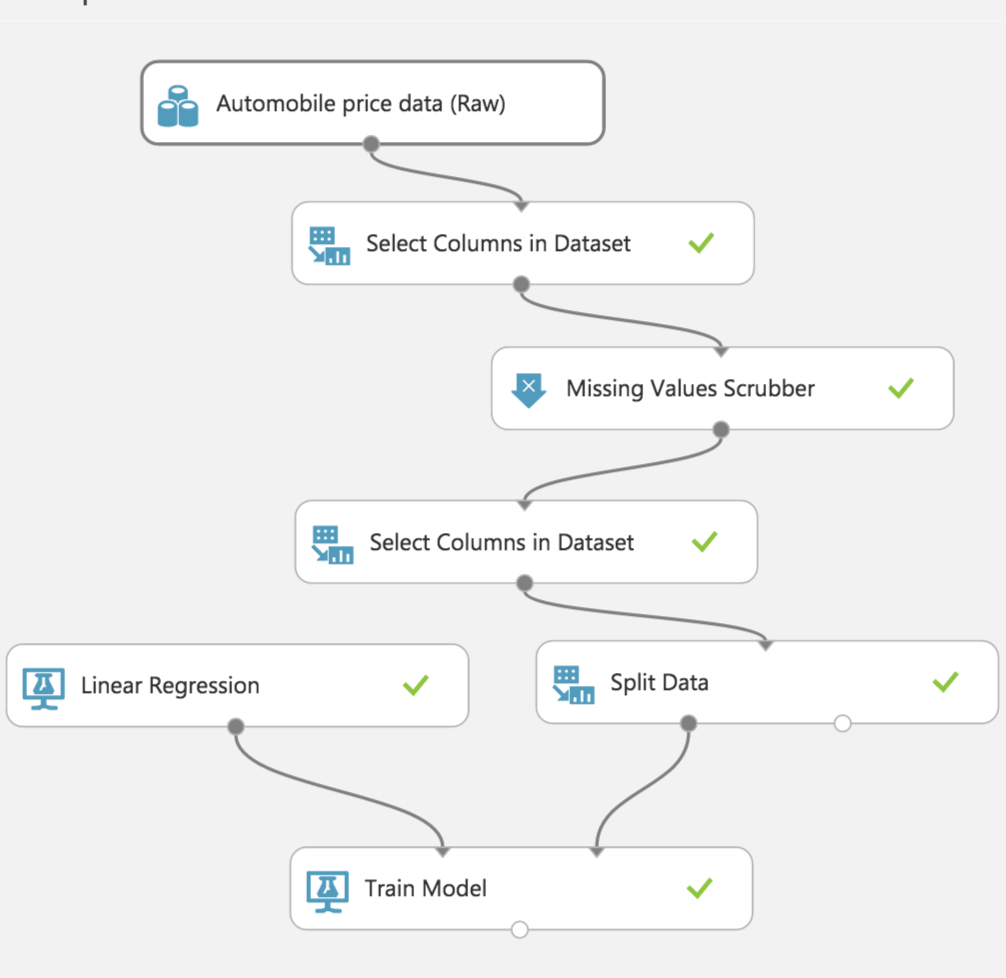 Automobile price data (Raw)
Select Columns in Dataset
Missing Values Scrubber
Select Columns in Dataset
Linear Regression
Split Data
Train Model